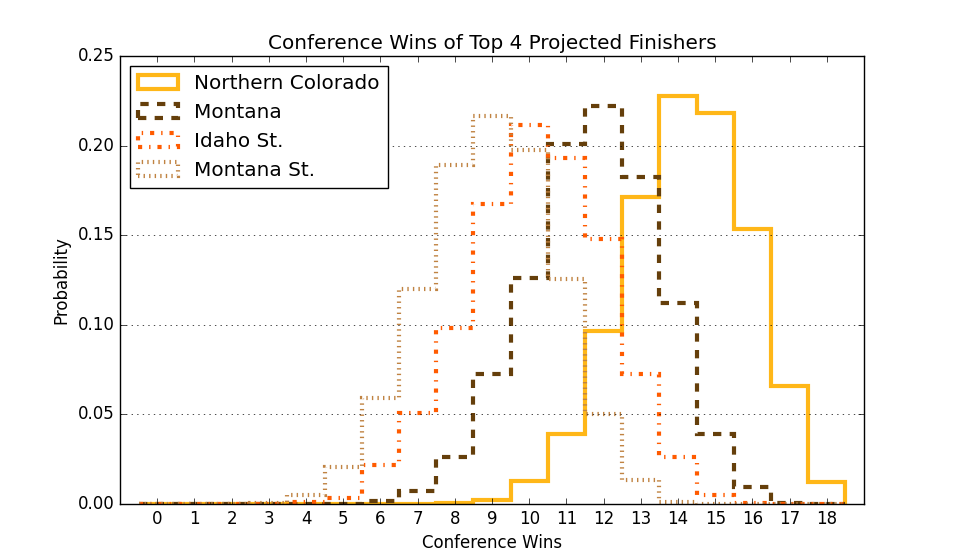 Conference Wins of Top 4 Projected Finishers
Northern Colorado
Montana
Idaho St.
Montana St.
Probability
0.25
0.20
0.15
0.10
0.05
0.00
0 1 2 3 4 5 6 7 8 9 10 11 12 13 14 15 16 17 18
Conference Wins